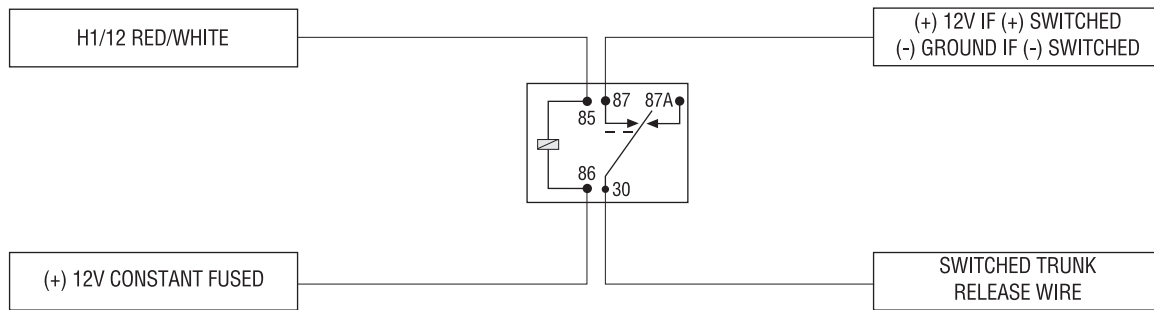 H1/12 RED/WHITE
(+) 12V IF (+) SWITCHED
(-) GROUND IF (-) SWITCHED
87 87A
85
86
30
(+) 12V CONSTANT FUSED
SWITCHED TRUNK
RELEASE WIRE